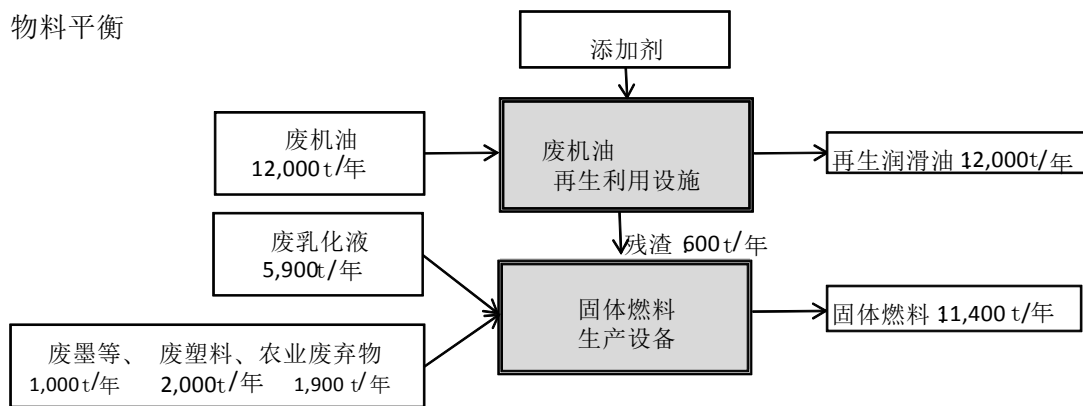 物料平衡
添加剂
废机油
12,000t/年
废机油
再生利用设施
再生润滑油 12,000t/年
残渣 600t/年
废乳化液
5,900t/年
固体燃料
生产设备
固体燃料 11,400 t/年
废墨等、 废塑料、农业废弃物
1,000t/年 2,000t/年 1,900 t/年